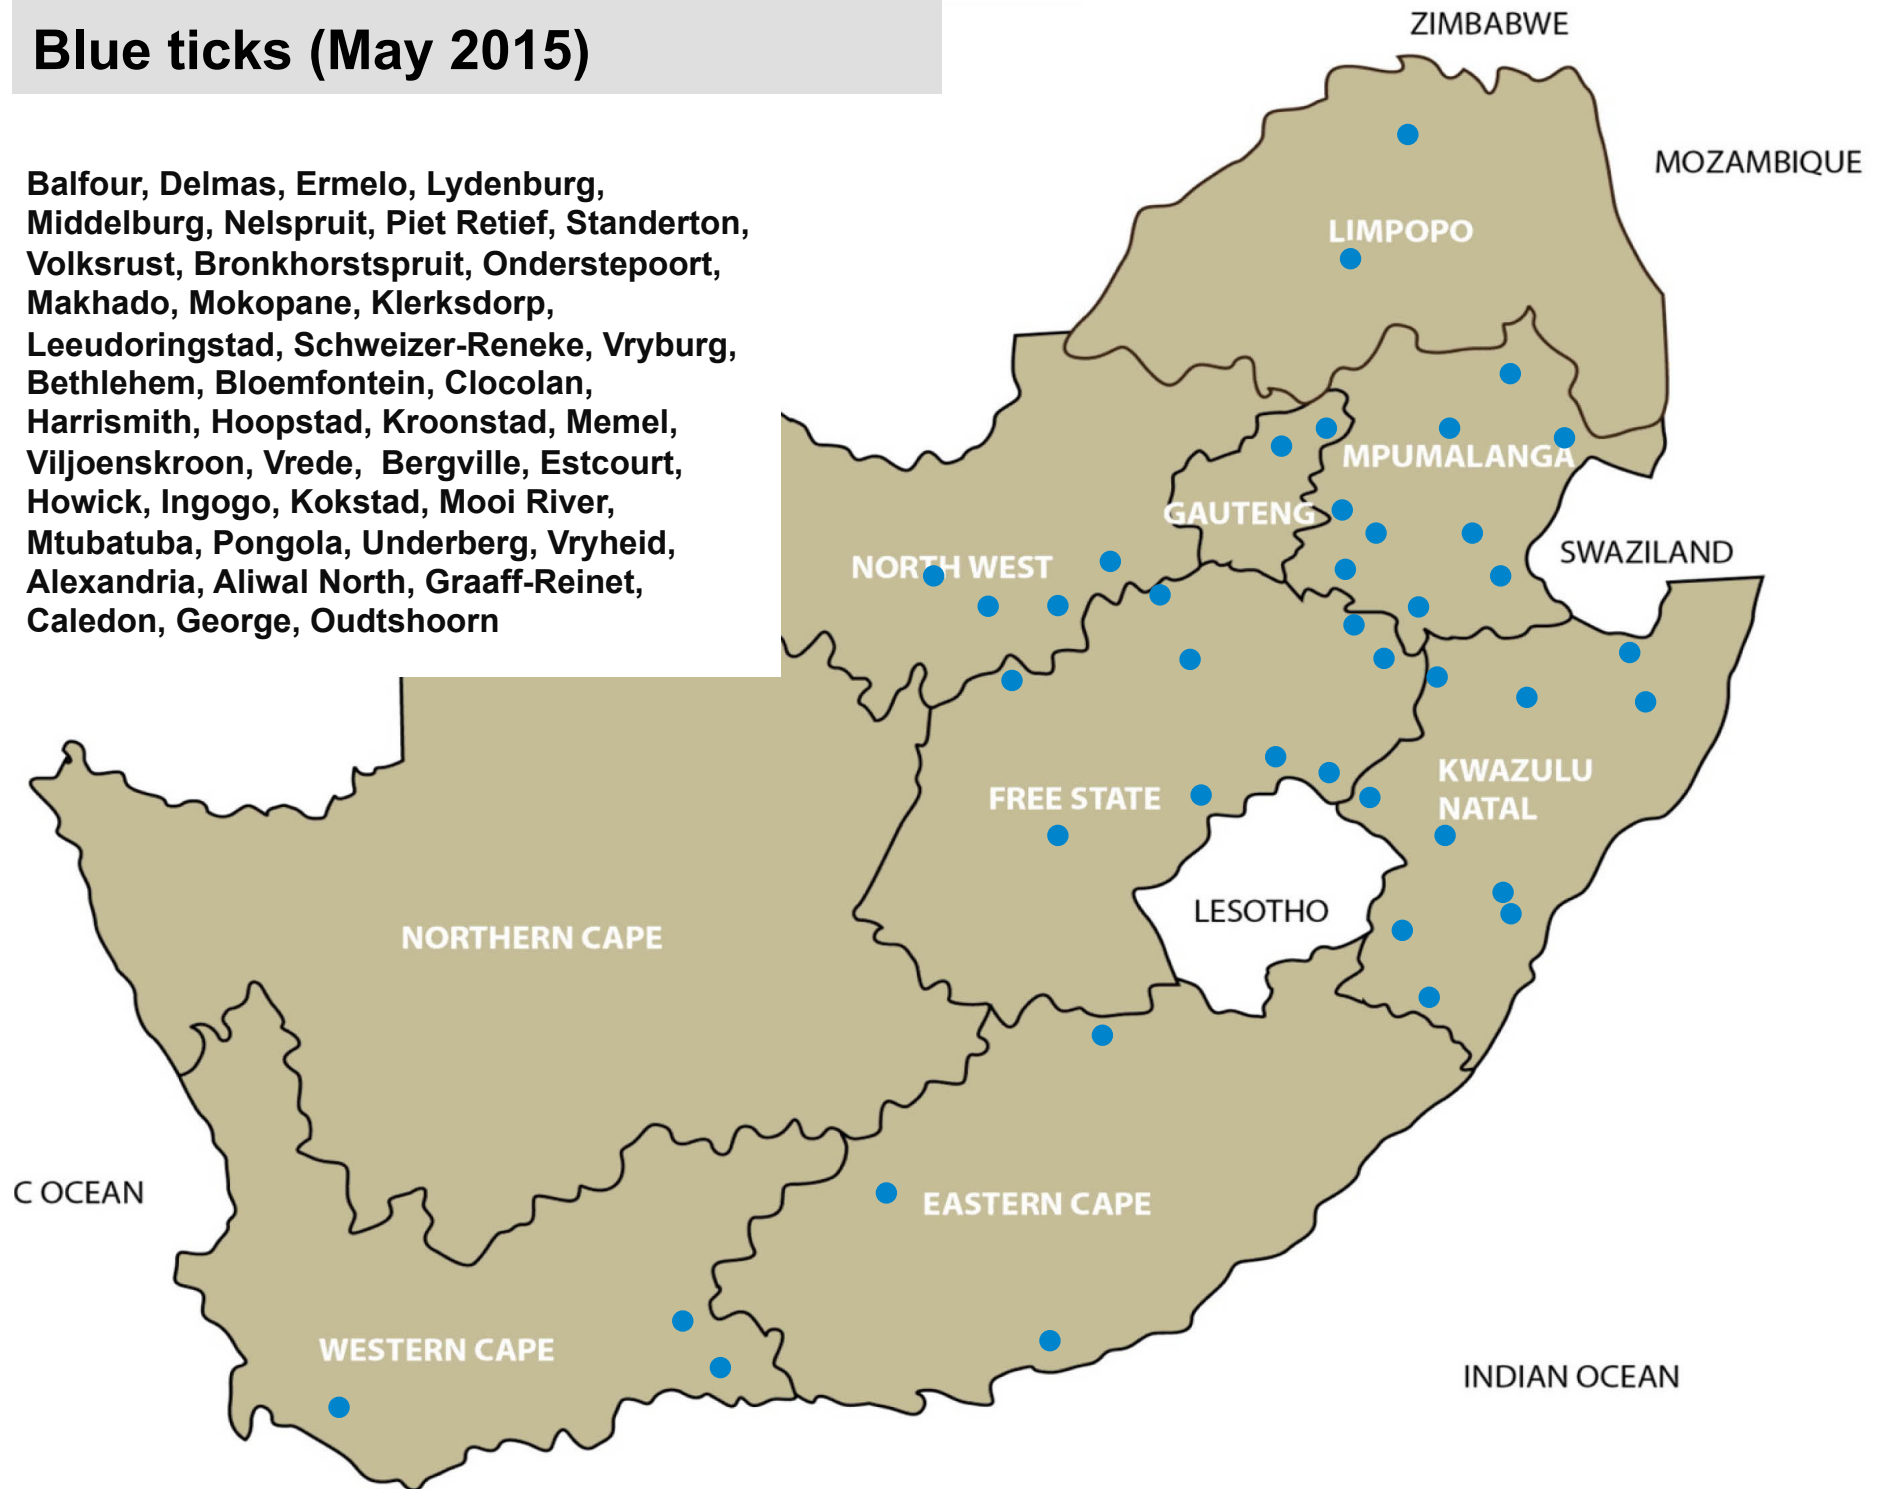 Blue ticks (May 2015)
Balfour, Delmas, Ermelo, Lydenburg,
Middelburg, Nelspruit, Piet Retief, Standerton,
Volksrust, Bronkhorstspruit, Onderstepoort,
Makhado, Mokopane, Klerksdorp,
Leeudoringstad, Schweizer-Reneke, Vryburg,
Bethlehem, Bloemfontein, Clocolan,
Harrismith, Hoopstad, Kroonstad, Memel,
Viljoenskroon, Vrede,  Bergville, Estcourt,
Howick, Ingogo, Kokstad, Mooi River,
Mtubatuba, Pongola, Underberg, Vryheid,
Alexandria, Aliwal North, Graaff-Reinet,
Caledon, George, Oudtshoorn
ZIMBABWE
MOZAMBIQUE
LIMPOPO
MPUMALANGA
GAUTENG
SWAZILAND
NORTH WEST
KWAZULU
NATAL
FREE STATE
LESOTHO
NORTHERN CAPE
C OCEAN
EASTERN CAPE
WESTERN CAPE
INDIAN OCEAN